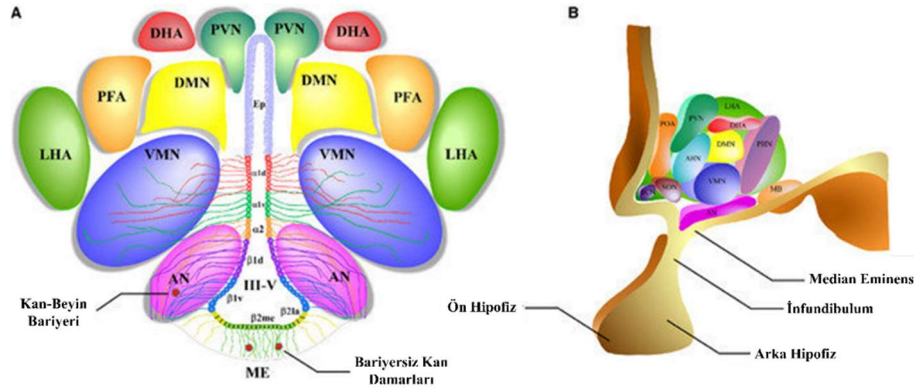 A
DHA PVN PVN DHA
PFA DMN DMN PFA
Ep
LHA VMN VMN LHA
α1d
α1v
α2
β1d
AN III-V AN
β1v β2me β2la
Kan-Beyin
Bariyeri
ME
Bariyersiz Kan
Damarları
B
LHA
POA PVN DHA
DMN PHN
AHN
SON VMN MB
AN
Median Eminens
İnfundibulum
Ön Hipofiz
Arka Hipofiz